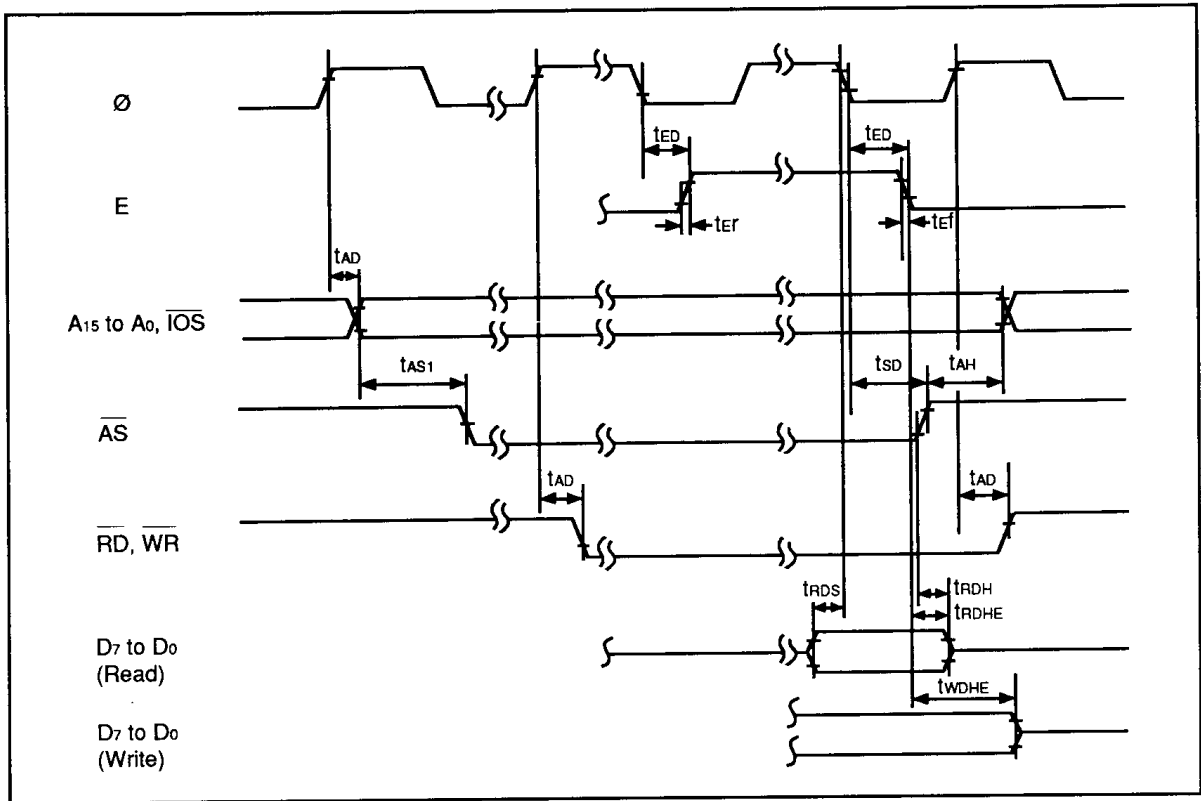 Ø
tED
tED
E
tEr
tEf
tAD
A15 to A0, IOS
tAS1
tSD
tAH
AS
tAD
tAD
RD, WR
tRDS
tRDH
tRDHE
D7 to D0
(Read)
tWDHE
D7 to D0
(Write)